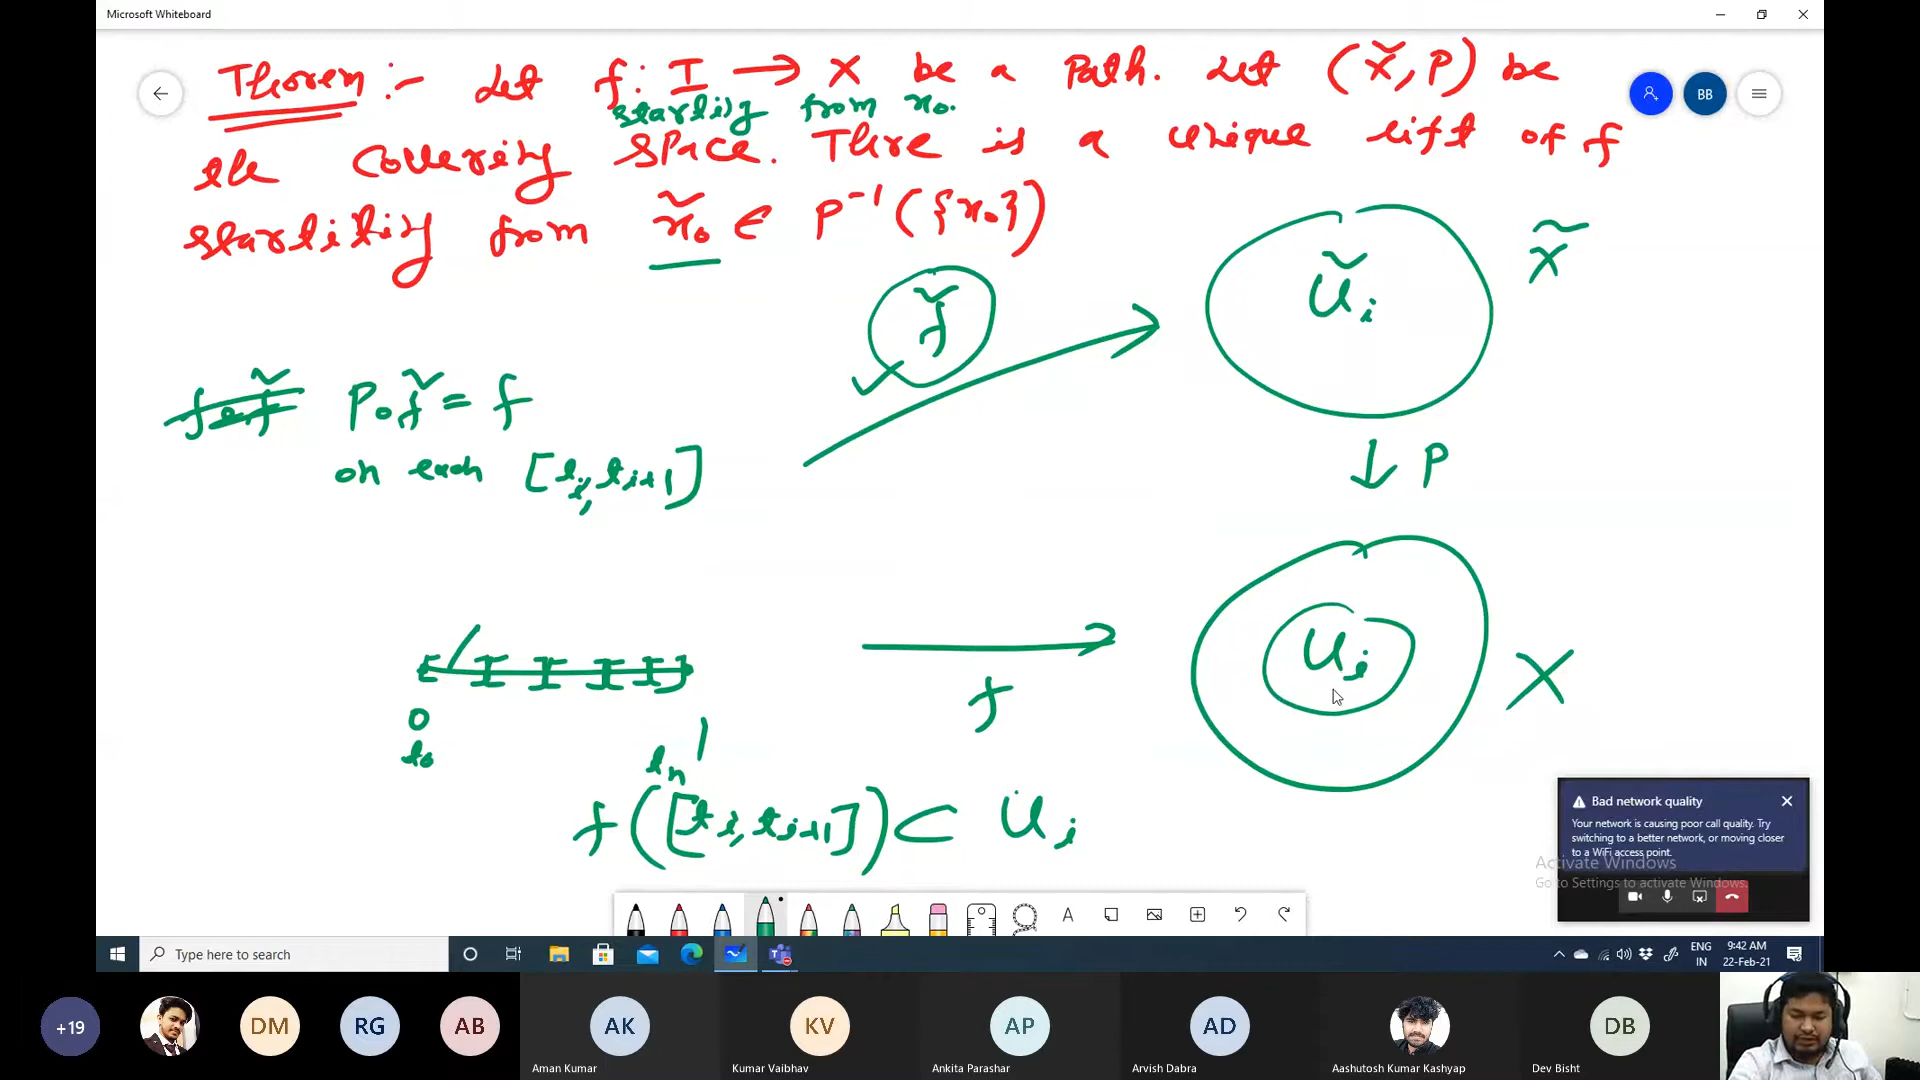 Microsoft Whiteboard
Theorem :- Let f: I → X be a Path. Let (X̃, P) be
starting from x₀.
the Covering Space. There is a unique lift of f
startiting from x̃₀ ∈ P⁻¹({x₀})
BB
X̃
Ũᵢ
f̃
f o f̃ P o f̃ = f
on each [tᵢ, tᵢ₊₁]
↓ P
Uᵢ
X
f
0 1
t₀ tₙ
f([tᵢ, tᵢ₊₁]) ⊂ Uᵢ
Bad network quality
Your network is causing poor call quality. Try
switching to a better network, or moving closer
to a WiFi access point.
Activate Windows
Go to Settings to activate Windows.
Type here to search
ENG
IN
9:42 AM
22-Feb-21
+19
DM
RG
AB
AK
KV
AP
AD
DB
Aman Kumar
Kumar Vaibhav
Ankita Parashar
Arvish Dabra
Aashutosh Kumar Kashyap
Dev Bisht